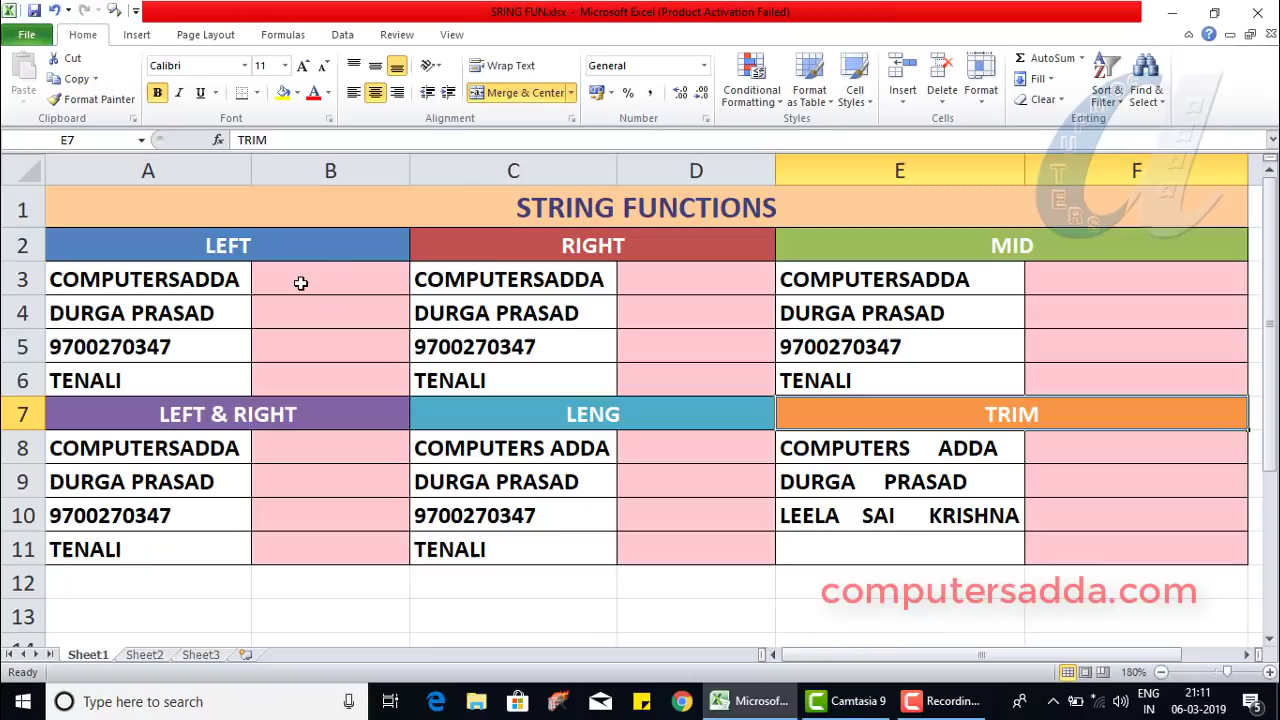 SRING FUN.xlsx - Microsoft Excel (Product Activation Failed)
File Home Insert Page Layout Formulas Data Review View
Paste Cut Copy Format Painter Clipboard
Calibri 11 B I U A Font
Wrap Text Merge & Center Alignment
General % , Number
Conditional Formatting Format as Table Cell Styles Styles
Insert Delete Format Cells
AutoSum Fill Clear Sort & Filter Find & Select Editing
E7 fx TRIM
A B C D E F
1 STRING FUNCTIONS
2 LEFT RIGHT MID
3 COMPUTERSADDA COMPUTERSADDA COMPUTERSADDA
4 DURGA PRASAD DURGA PRASAD DURGA PRASAD
5 9700270347 9700270347 9700270347
6 TENALI TENALI TENALI
7 LEFT & RIGHT LENG TRIM
8 COMPUTERSADDA COMPUTERS ADDA COMPUTERS ADDA
9 DURGA PRASAD DURGA PRASAD DURGA PRASAD
10 9700270347 9700270347 LEELA SAI KRISHNA
11 TENALI TENALI
12
13
computersadda.com
Sheet1 Sheet2 Sheet3
Ready 180%
Type here to search Microsof... Camtasia 9 Recordin... ENG IN 21:11 06-03-2019 5